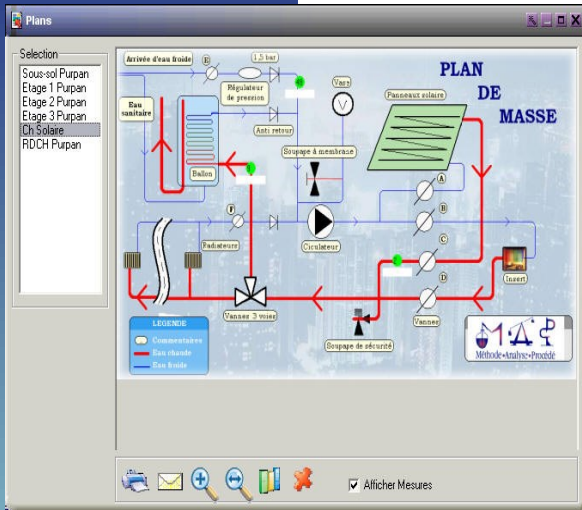 Plans
Selection
Sous-sol Purpan
Etage 1 Purpan
Etage 2 Purpan
Etage 3 Purpan
Ch Solaire
RDCH Purpan
Arrivée d'eau froide
E
1,5 bar
Régulateur
de pression
Eau
sanitaire
Anti retour
Ballon
Soupape à membrane
Vase
V
Panneaux solaire
PLAN
DE
MASSE
A
B
C
D
F
Radiateurs
Ciculateur
Insert
Vannez 3 voies
Vannes
Soupape de sécurité
LEGENDE
Commentaires
Eau chaude
Eau froide
MAP
Méthode•Analyse•Procédé
Afficher Mesures